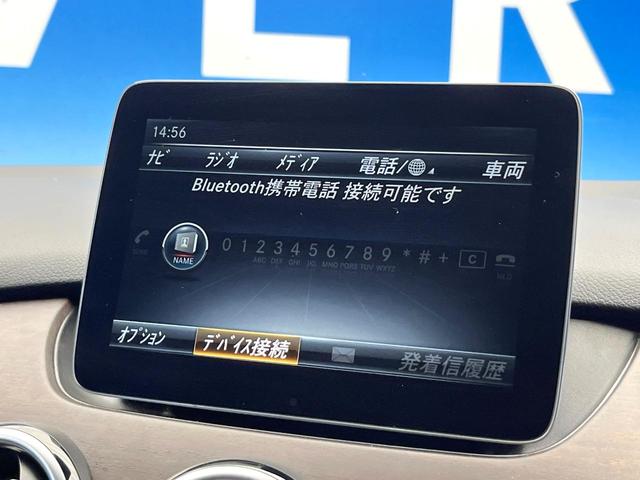 VER
14:56
ナビ ラジオ メディア 電話/ 車両
Bluetooth携帯電話 接続可能です
0 1 2 3 4 5 6 7 8 9 * # + C
ABC DEF GHI JKL MNO PQRS TUV WXYZ
NAME
オプション デバイス接続 発着信履歴